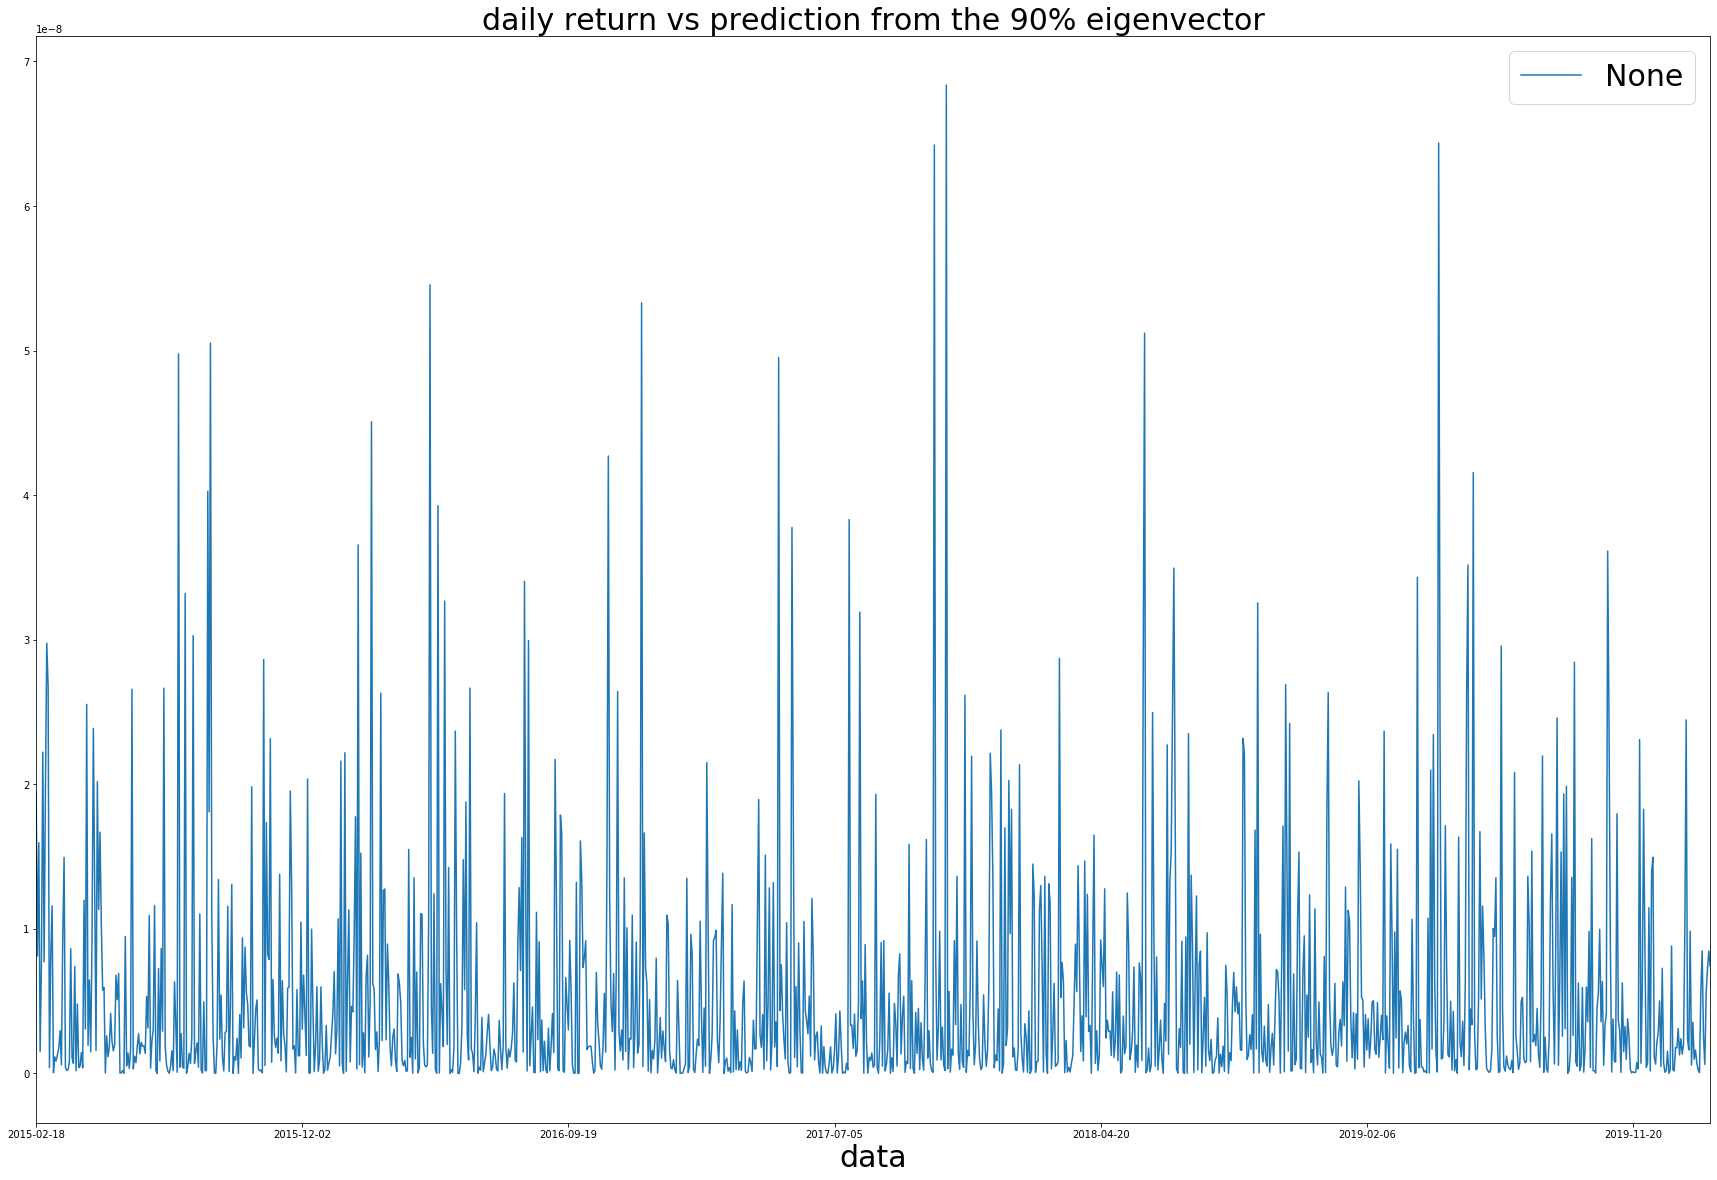 daily return vs prediction from the 90% eigenvector
1e−8
None
7
6
5
4
3
2
1
0
2015-02-18 2015-12-02 2016-09-19 2017-07-05 2018-04-20 2019-02-06 2019-11-20
data